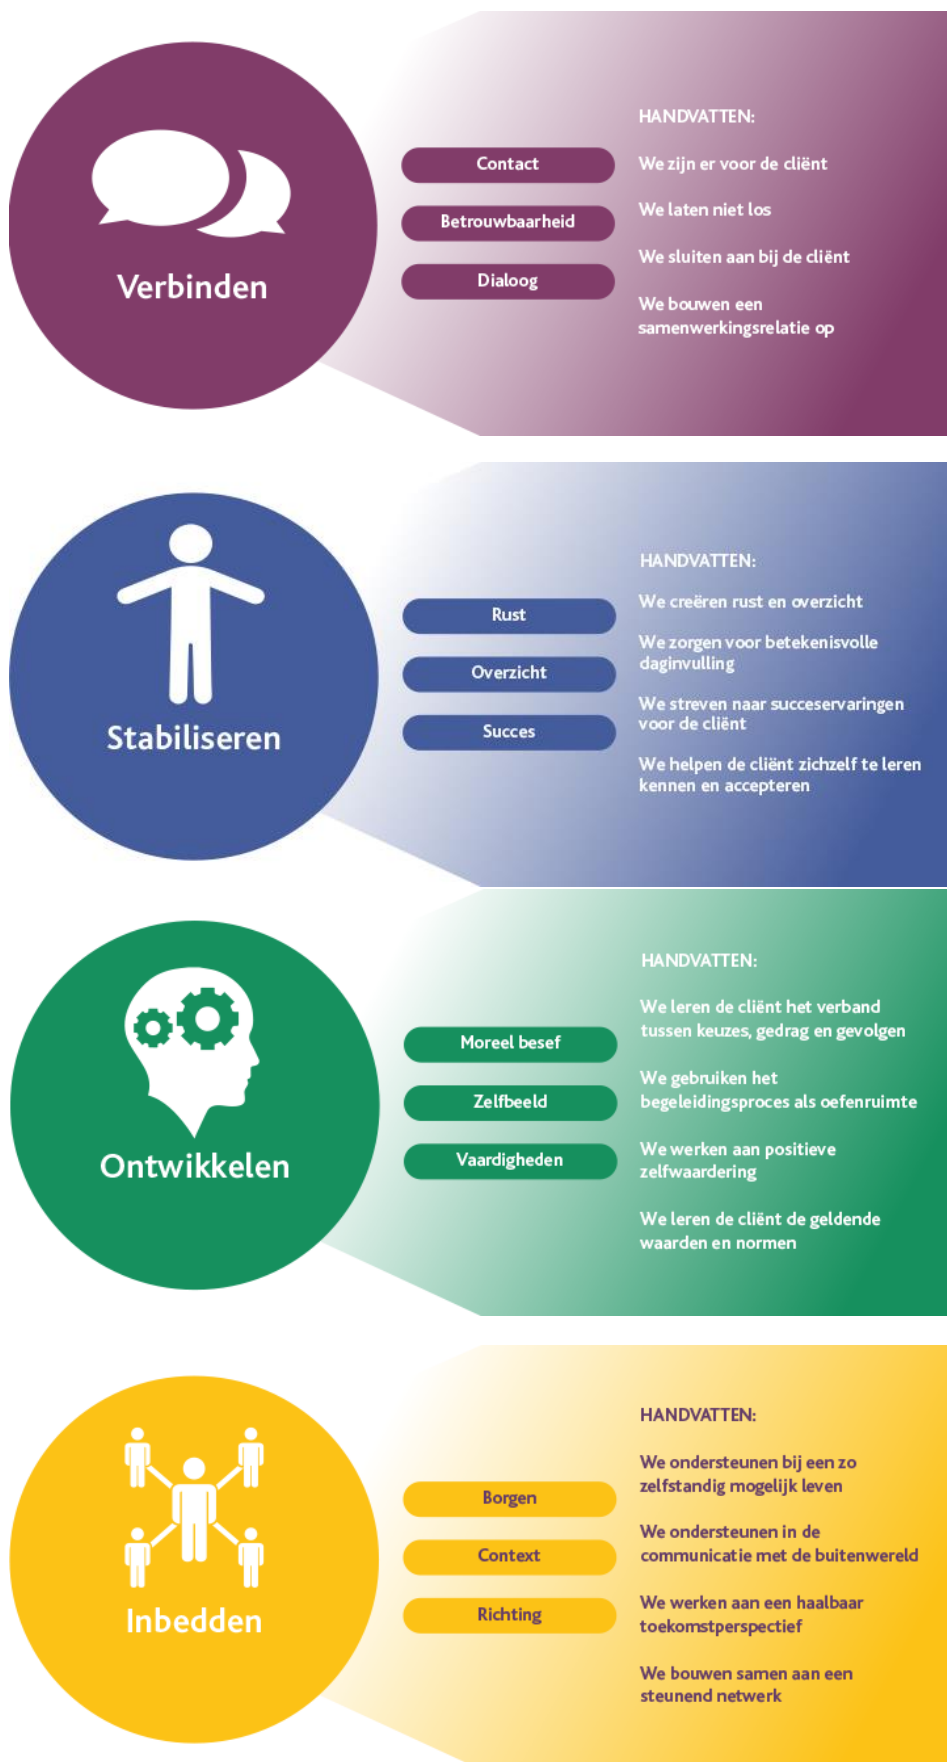 Verbinden
Contact
Betrouwbaarheid
Dialoog
HANDVATTEN:
We zijn er voor de cliënt
We laten niet los
We sluiten aan bij de cliënt
We bouwen een
samenwerkingsrelatie op
Stabiliseren
Rust
Overzicht
Succes
HANDVATTEN:
We creëren rust en overzicht
We zorgen voor betekenisvolle
daginvulling
We streven naar succeservaringen
voor de cliënt
We helpen de cliënt zichzelf te leren
kennen en accepteren
Ontwikkelen
Moreel besef
Zelfbeeld
Vaardigheden
HANDVATTEN:
We leren de cliënt het verband
tussen keuzes, gedrag en gevolgen
We gebruiken het
begeleidingsproces als oefenruimte
We werken aan positieve
zelfwaardering
We leren de cliënt de geldende
waarden en normen
Inbedden
Borgen
Context
Richting
HANDVATTEN:
We ondersteunen bij een zo
zelfstandig mogelijk leven
We ondersteunen in de
communicatie met de buitenwereld
We werken aan een haalbaar
toekomstperspectief
We bouwen samen aan een
steunend netwerk